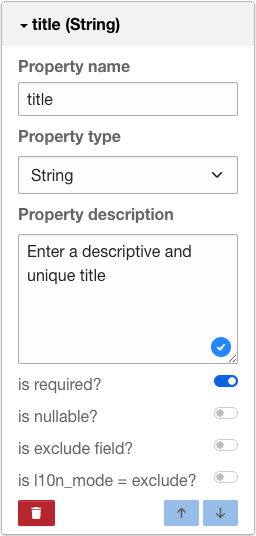 title (String)
Property name
title
Property type
String
Property description
Enter a descriptive and
unique title
is required?
is nullable?
is exclude field?
is l10n_mode = exclude?